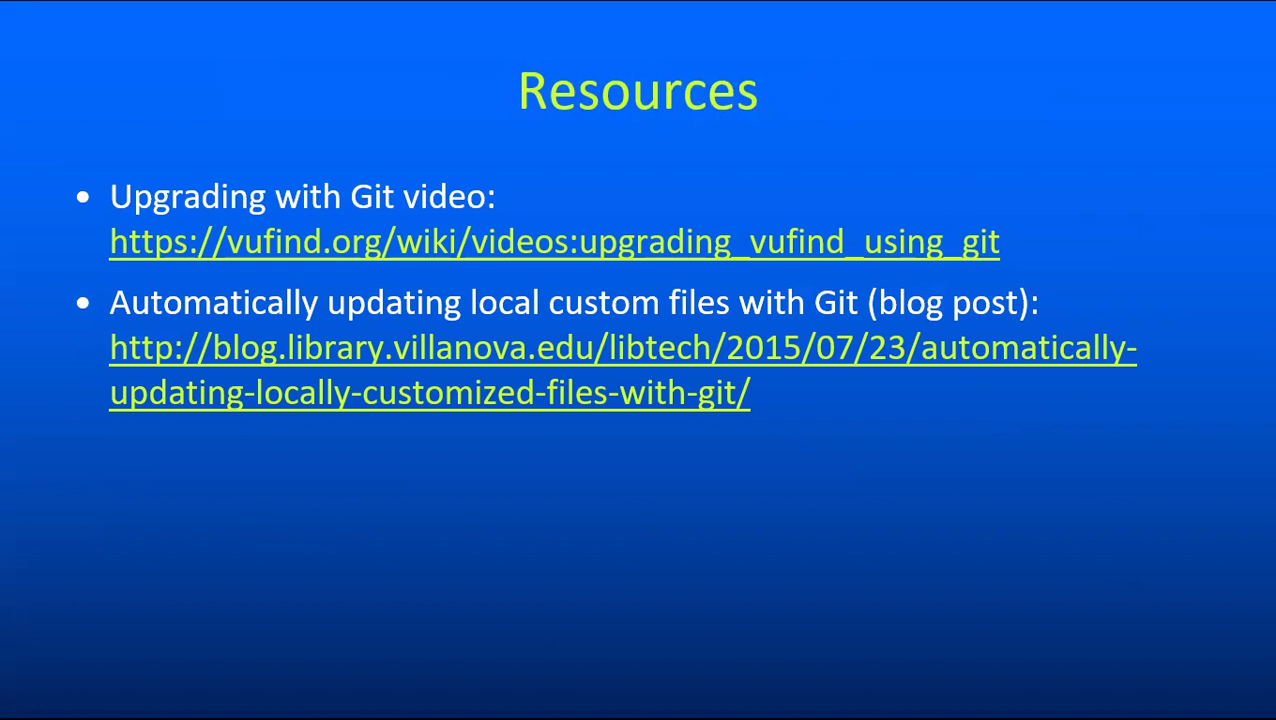 Resources
• Upgrading with Git video:
https://vufind.org/wiki/videos:upgrading_vufind_using_git
• Automatically updating local custom files with Git (blog post):
http://blog.library.villanova.edu/libtech/2015/07/23/automatically-
updating-locally-customized-files-with-git/